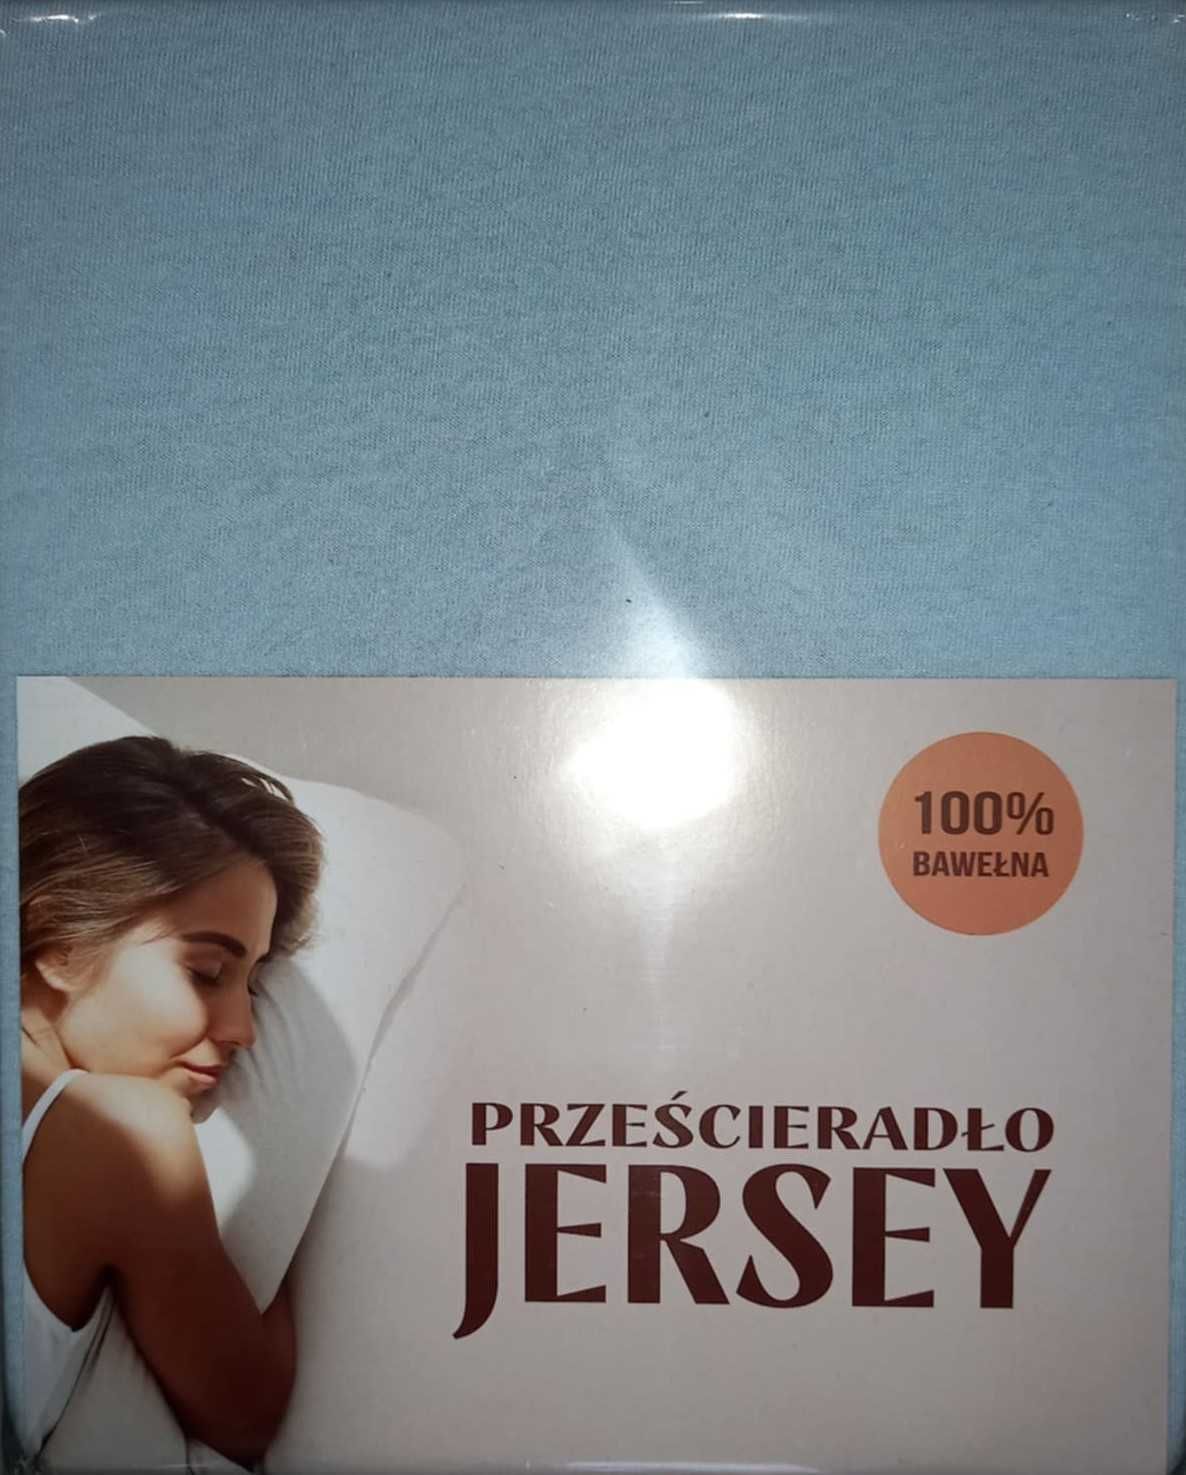 100%
BAWEŁNA
PRZEŚCIERADŁO
JERSEY